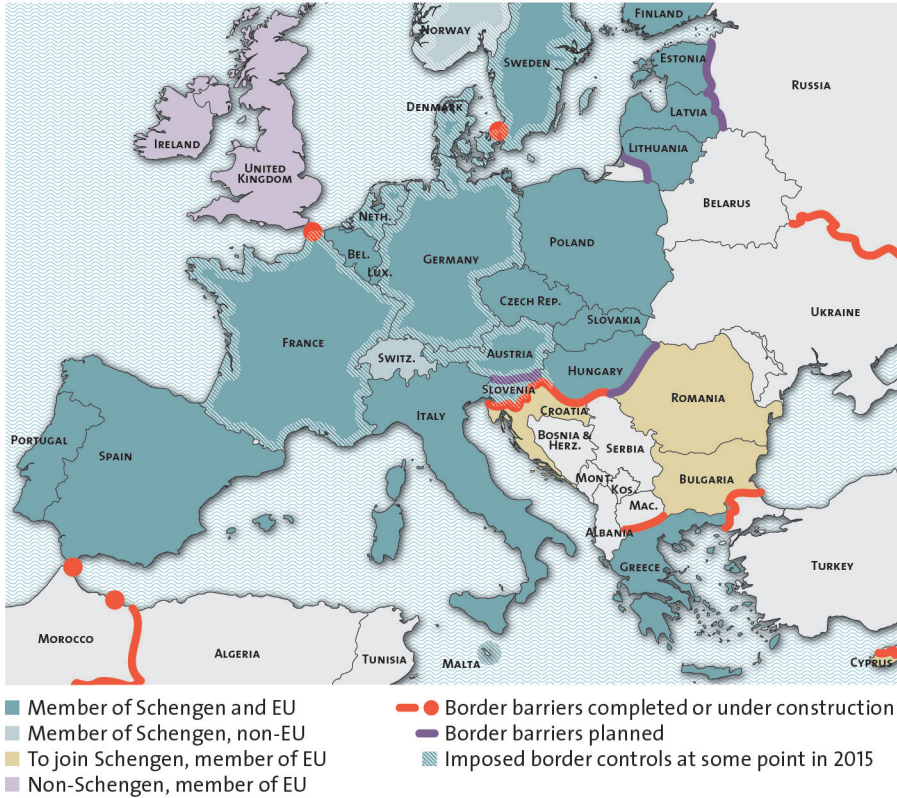 FINLAND
NORWAY
SWEDEN
ESTONIA
RUSSIA
DENMARK
LATVIA
IRELAND
LITHUANIA
UNITED
KINGDOM
BELARUS
NETH.
POLAND
BEL.
GERMANY
LUX.
CZECH REP.
UKRAINE
SLOVAKIA
FRANCE
SWITZ.
AUSTRIA
HUNGARY
SLOVENIA
ROMANIA
ITALY
CROATIA
PORTUGAL
SPAIN
BOSNIA &
HERZ.
SERBIA
BULGARIA
MONT.
KOS.
MAC.
ALBANIA
GREECE
TURKEY
MOROCCO
ALGERIA
TUNISIA
MALTA
CYPRUS
Member of Schengen and EU
Member of Schengen, non-EU
To join Schengen, member of EU
Non-Schengen, member of EU
Border barriers completed or under construction
Border barriers planned
Imposed border controls at some point in 2015